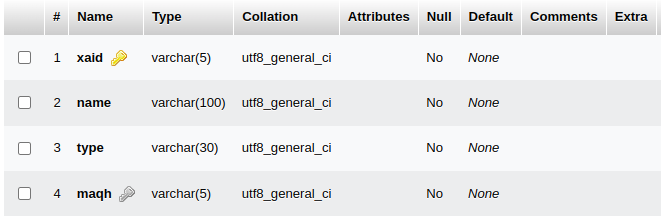 # Name Type Collation Attributes Null Default Comments Extra
1 xaid varchar(5) utf8_general_ci No None
2 name varchar(100) utf8_general_ci No None
3 type varchar(30) utf8_general_ci No None
4 maqh varchar(5) utf8_general_ci No None